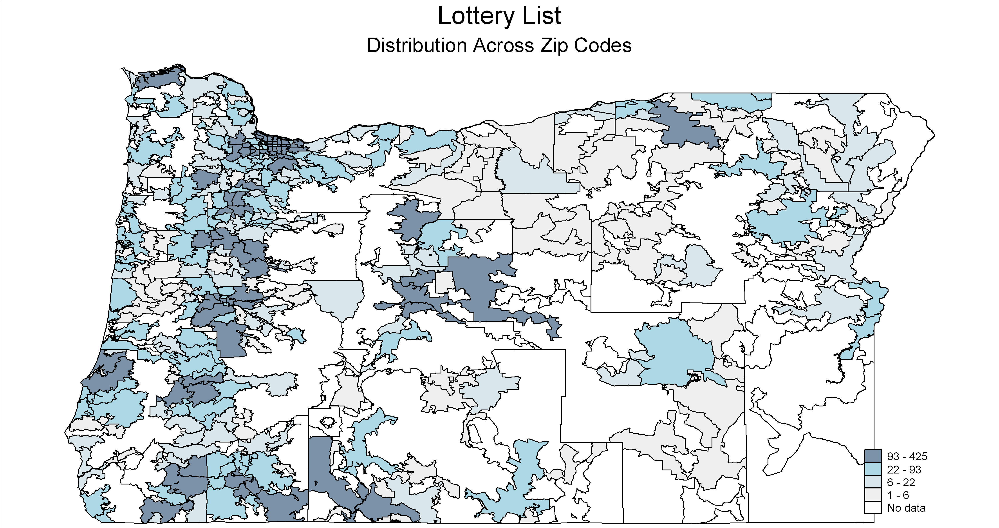 Lottery List
Distribution Across Zip Codes
93 - 425
22 - 93
6 - 22
1 - 6
No data